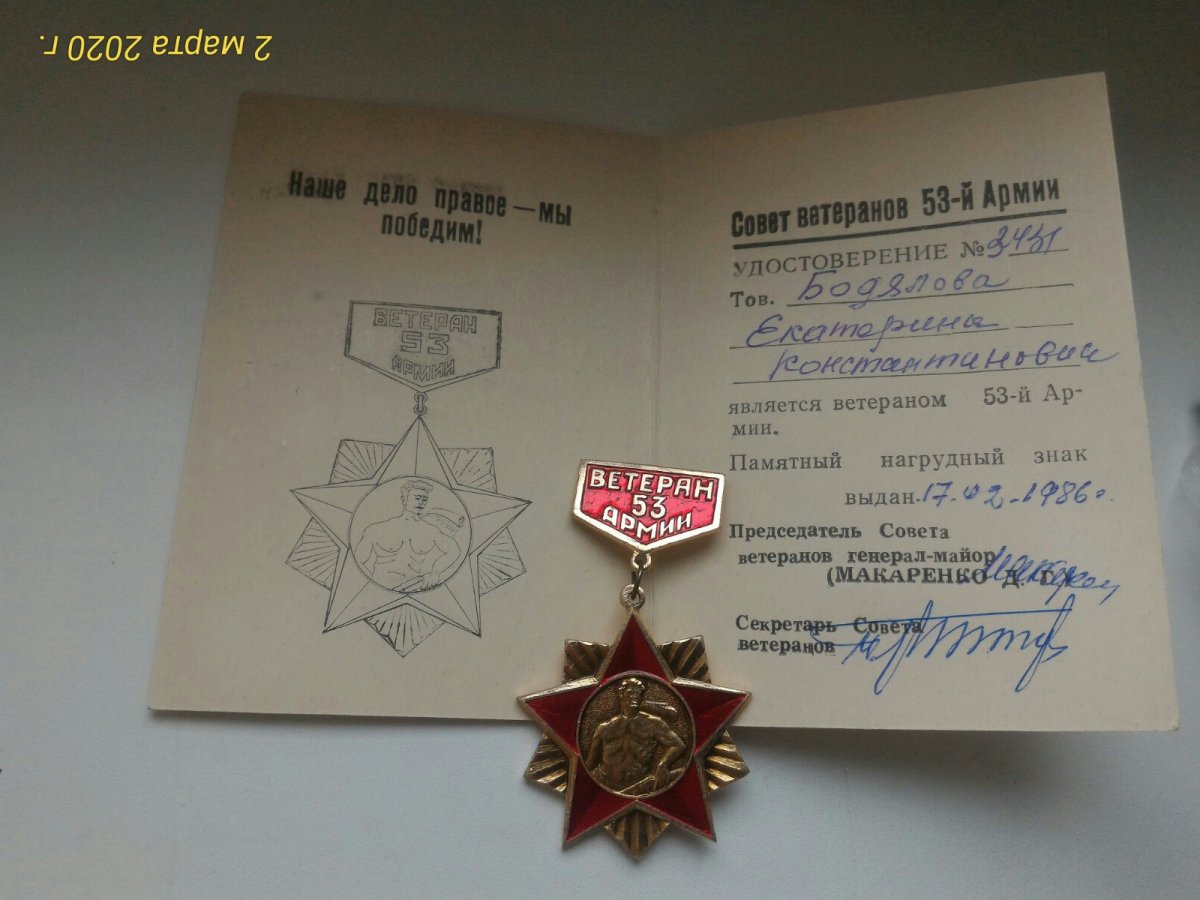 2 марта 2020 г.
Наше дело правое — мы
победим!
ВЕТЕРАН
53
АРМИИ
Совет ветеранов 53-й Армии
УДОСТОВЕРЕНИЕ №
Тов. Бодялова
Екатерина
Константиновна
является ветераном 53-й Ар-
мии.
Памятный нагрудный знак
выдан 17-02-1986г.
Председатель Совета
ветеранов генерал-майор
(МАКАРЕНКО Д. Г.)
Секретарь Совета
ветеранов
ВЕТЕРАН
53
АРМИИ